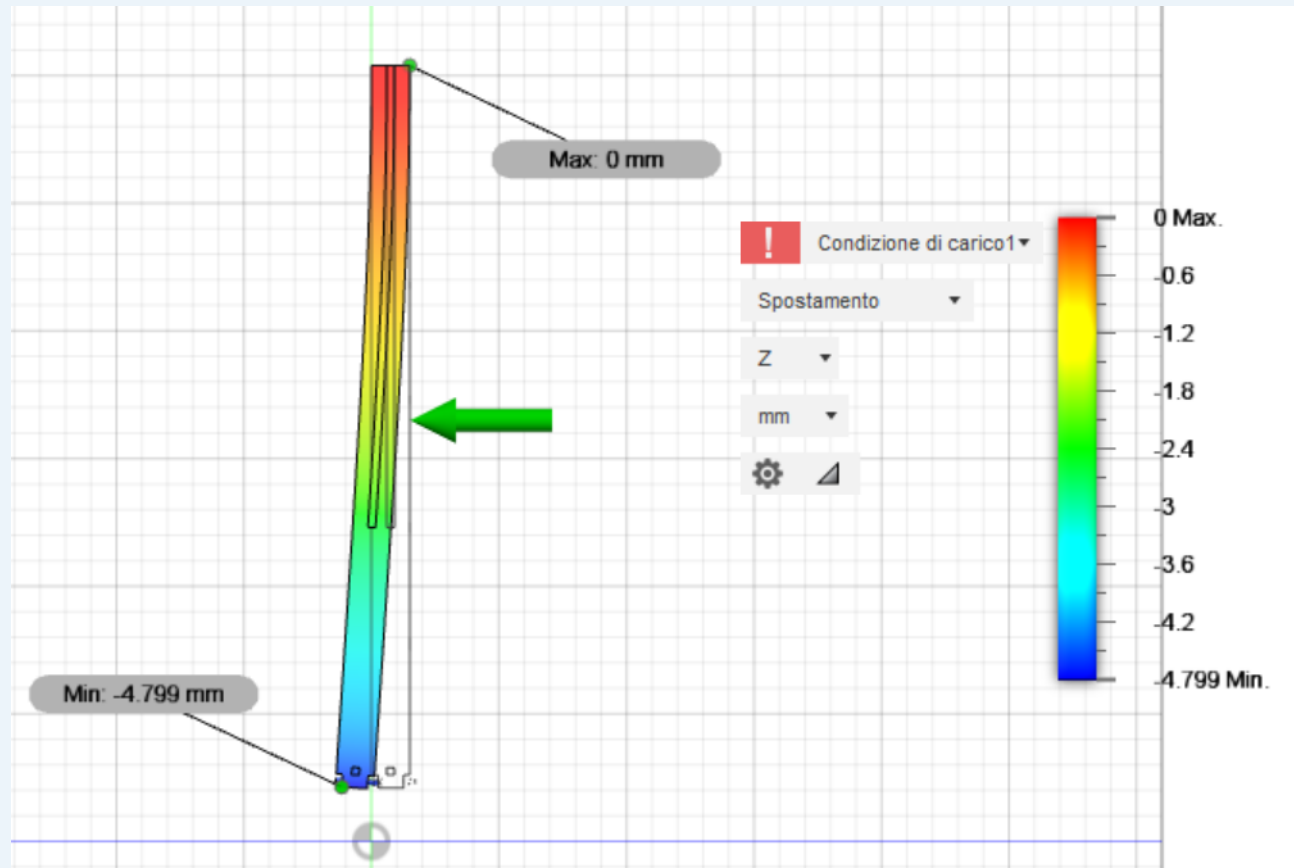 Max: 0 mm
!
Condizione di carico1
Spostamento
Z
mm
0 Max.
-0.6
-1.2
-1.8
-2.4
-3
-3.6
-4.2
-4.799 Min.
Min: -4.799 mm